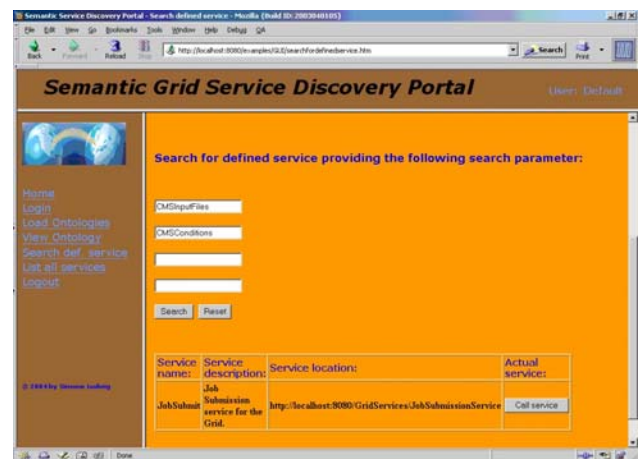 Semantic Service Discovery Portal - Search defined service - Mozilla {Build ID: 2003040105}
File Edit View Go Bookmarks Tools Window Help Debug QA
Back Forward Reload Stop http://localhost:8080/examples/GUI/searchfordefinedservice.htm Search Print
Semantic Grid Service Discovery Portal
User: Default
Home
Login
Load Ontologies
View Ontology
Search def. service
List all services
Logout
© 2004 by Simone Ludwig
Search for defined service providing the following search parameter:
CMSInputFiles
CMSConditions
Search Reset
Service name: Service description: Service location: Actual service:
JobSubmit Job Submission service for the Grid. http://localhost:8080/GridServices/JobSubmissionService Call service
Done